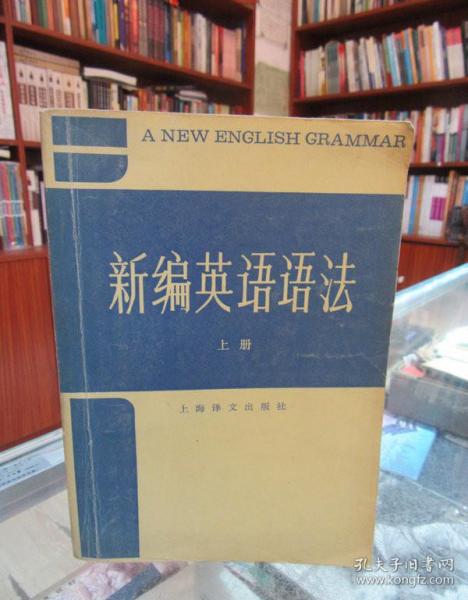 A NEW ENGLISH GRAMMAR
新编英语语法
上册
上海译文出版社
孔夫子旧书网
www.kongfz.com